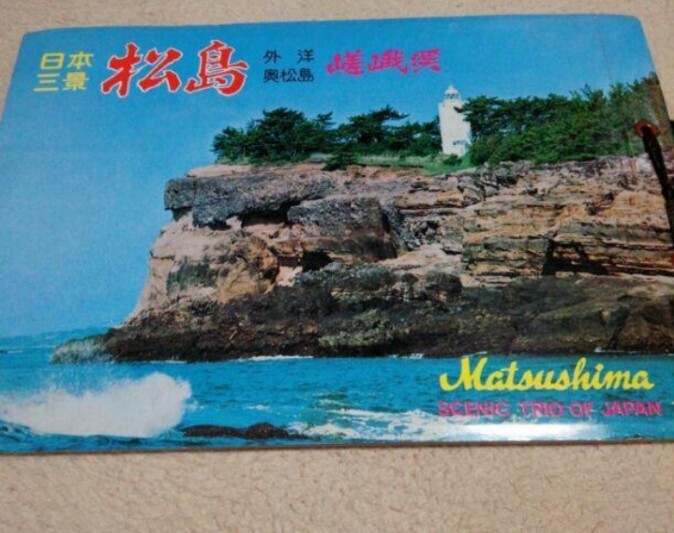 日本
三景
松島
外洋
奥松島
嵯峨渓
Matsushima
SCENIC TRIO OF JAPAN